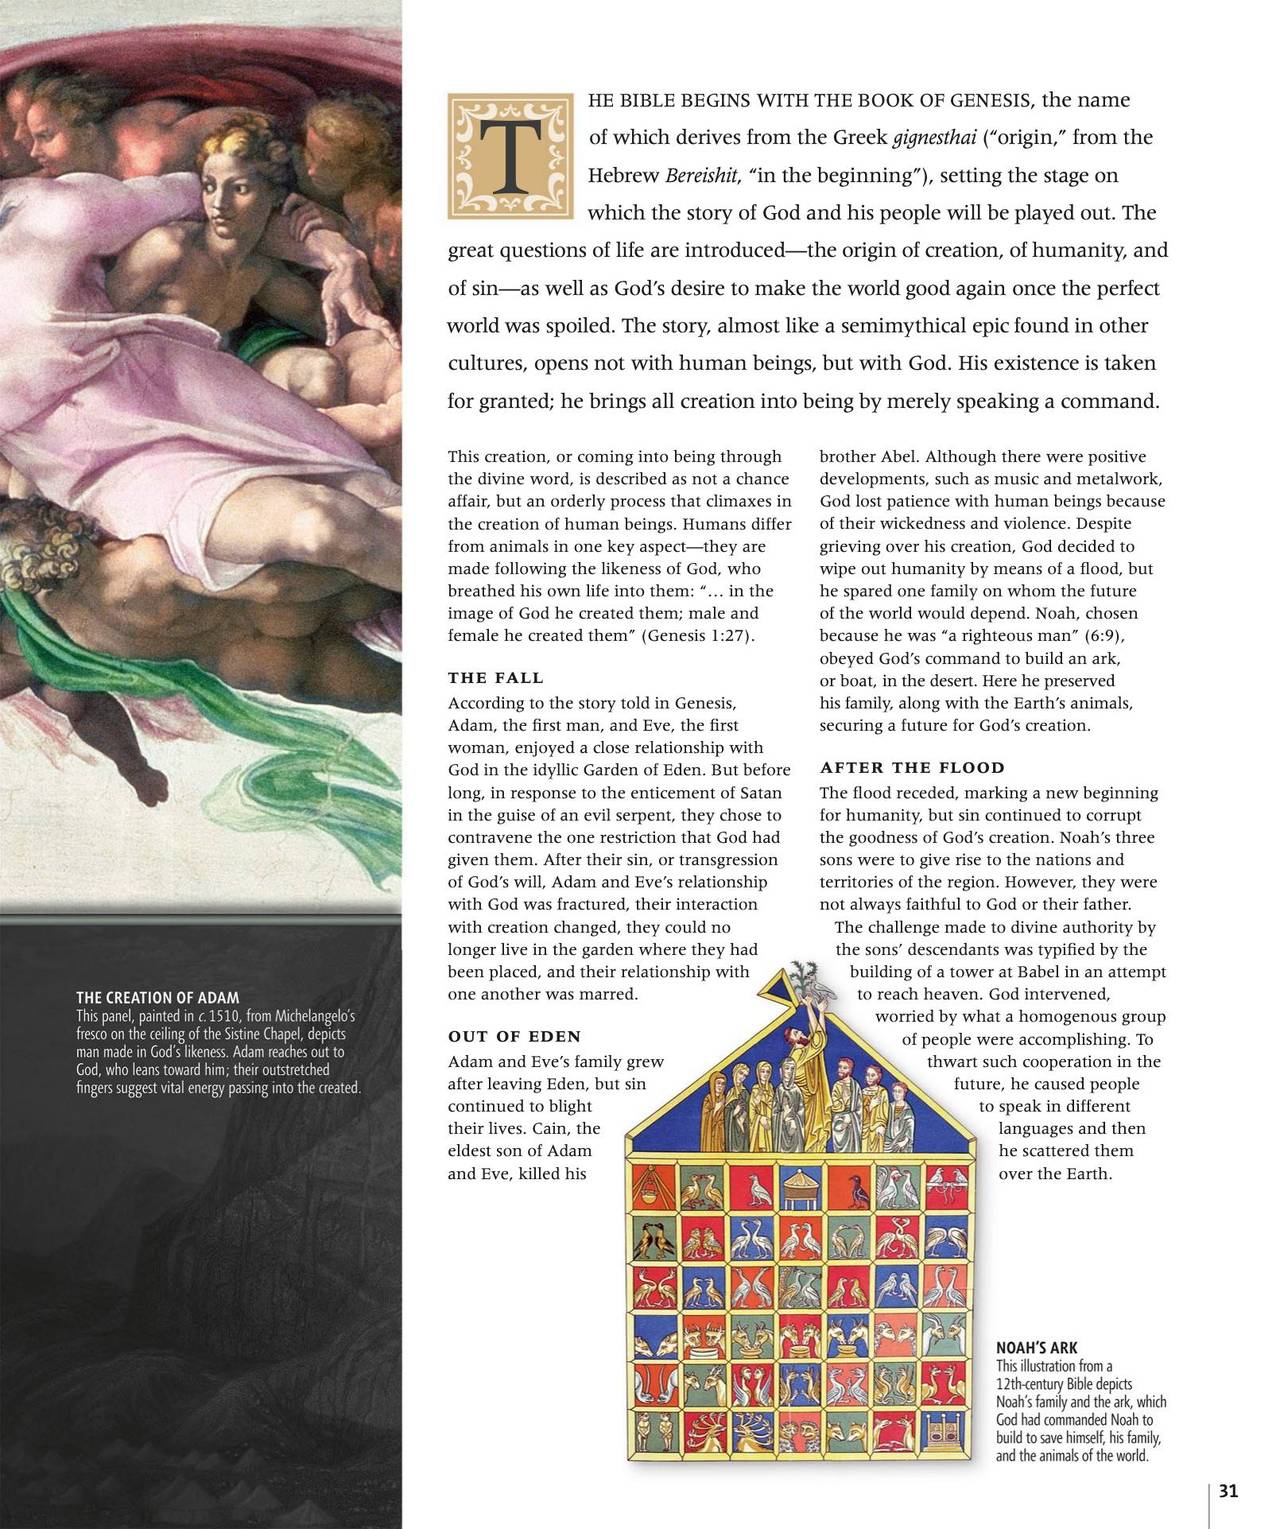 THE BIBLE BEGINS WITH THE BOOK OF GENESIS, the name
of which derives from the Greek gignesthai (“origin,” from the
Hebrew Bereishit, “in the beginning”), setting the stage on
which the story of God and his people will be played out. The
great questions of life are introduced—the origin of creation, of humanity, and
of sin—as well as God’s desire to make the world good again once the perfect
world was spoiled. The story, almost like a semimythical epic found in other
cultures, opens not with human beings, but with God. His existence is taken
for granted; he brings all creation into being by merely speaking a command.
This creation, or coming into being through
the divine word, is described as not a chance
affair, but an orderly process that climaxes in
the creation of human beings. Humans differ
from animals in one key aspect—they are
made following the likeness of God, who
breathed his own life into them: “... in the
image of God he created them; male and
female he created them” (Genesis 1:27).
THE FALL
According to the story told in Genesis,
Adam, the first man, and Eve, the first
woman, enjoyed a close relationship with
God in the idyllic Garden of Eden. But before
long, in response to the enticement of Satan
in the guise of an evil serpent, they chose to
contravene the one restriction that God had
given them. After their sin, or transgression
of God’s will, Adam and Eve’s relationship
with God was fractured, their interaction
with creation changed, they could no
longer live in the garden where they had
been placed, and their relationship with
one another was marred.
OUT OF EDEN
Adam and Eve’s family grew
after leaving Eden, but sin
continued to blight
their lives. Cain, the
eldest son of Adam
and Eve, killed his
brother Abel. Although there were positive
developments, such as music and metalwork,
God lost patience with human beings because
of their wickedness and violence. Despite
grieving over his creation, God decided to
wipe out humanity by means of a flood, but
he spared one family on whom the future
of the world would depend. Noah, chosen
because he was “a righteous man” (6:9),
obeyed God’s command to build an ark,
or boat, in the desert. Here he preserved
his family, along with the Earth’s animals,
securing a future for God’s creation.
AFTER THE FLOOD
The flood receded, marking a new beginning
for humanity, but sin continued to corrupt
the goodness of God’s creation. Noah’s three
sons were to give rise to the nations and
territories of the region. However, they were
not always faithful to God or their father.
The challenge made to divine authority by
the sons’ descendants was typified by the
building of a tower at Babel in an attempt
to reach heaven. God intervened,
worried by what a homogenous group
of people were accomplishing. To
thwart such cooperation in the
future, he caused people
to speak in different
languages and then
he scattered them
over the Earth.
THE CREATION OF ADAM
This panel, painted in c.1510, from Michelangelo’s
fresco on the ceiling of the Sistine Chapel, depicts
man made in God’s likeness. Adam reaches out to
God, who leans toward him; their outstretched
fingers suggest vital energy passing into the created.
NOAH’S ARK
This illustration from a
12th-century Bible depicts
Noah’s family and the ark, which
God had commanded Noah to
build to save himself, his family,
and the animals of the world.
31